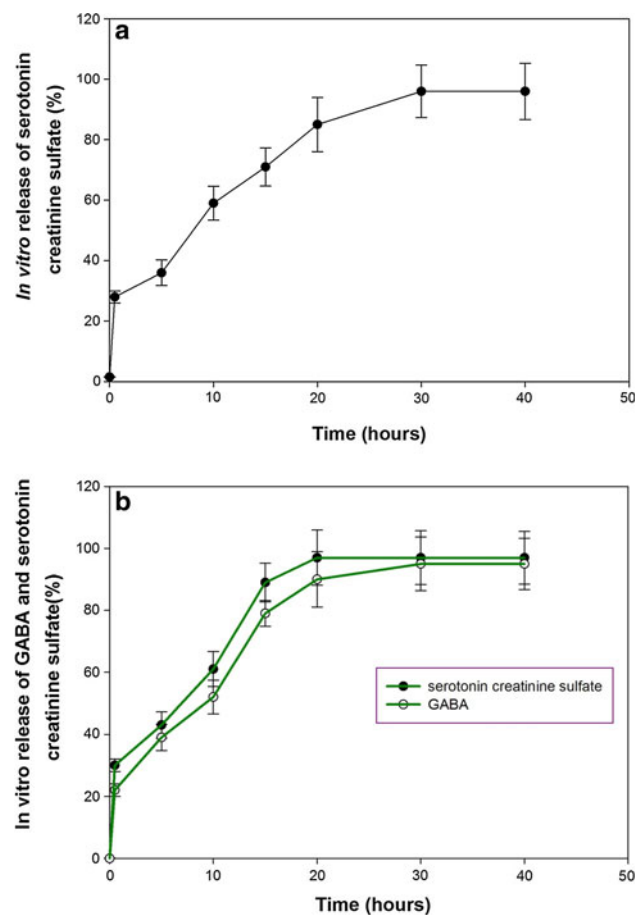 a
In vitro release of serotonin
creatinine sulfate (%)
120
100
80
60
40
20
0
0 10 20 30 40 50
Time (hours)
b
In vitro release of GABA and serotonin
creatinine sulfate(%)
120
100
80
60
40
20
0
serotonin creatinine sulfate
GABA
0 10 20 30 40 50
Time (hours)